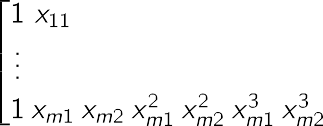 1 x₁₁
⋮
1 xₘ₁ xₘ₂ x²ₘ₁ x²ₘ₂ x³ₘ₁ x³ₘ₂